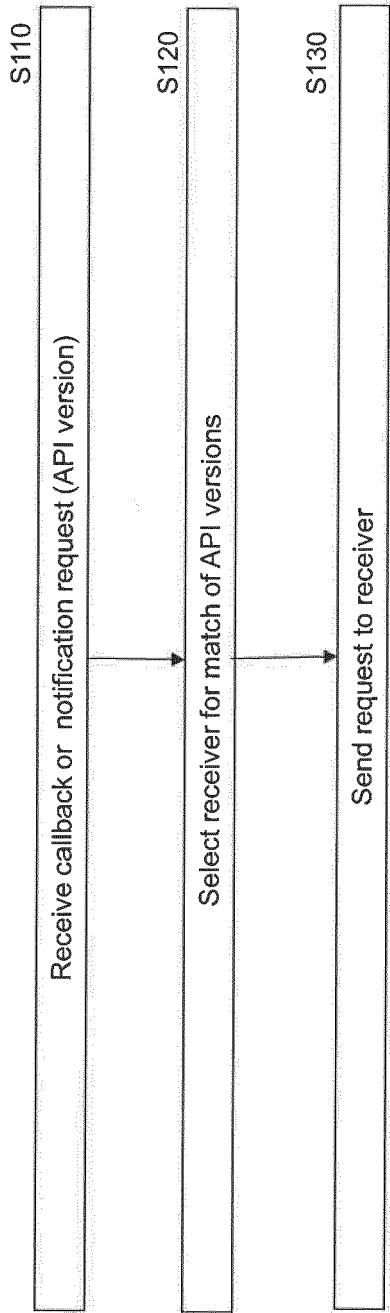 S110
Receive callback or notification request (API version)
S120
Select receiver for match of API versions
S130
Send request to receiver